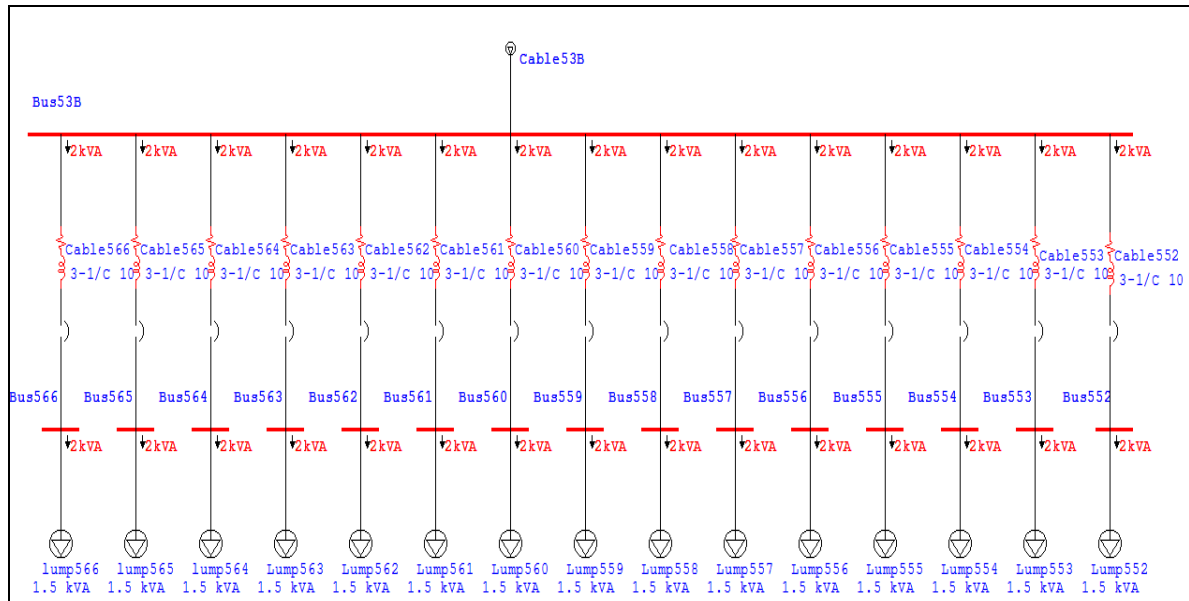 Cable53B
Bus53B
2kVA 2kVA 2kVA 2kVA 2kVA 2kVA 2kVA 2kVA 2kVA 2kVA 2kVA 2kVA 2kVA 2kVA 2kVA
Cable566 Cable565 Cable564 Cable563 Cable562 Cable561 Cable560 Cable559 Cable558 Cable557 Cable556 Cable555 Cable554 Cable553 Cable552
3-1/C 10 3-1/C 10 3-1/C 10 3-1/C 10 3-1/C 10 3-1/C 10 3-1/C 10 3-1/C 10 3-1/C 10 3-1/C 10 3-1/C 10 3-1/C 10 3-1/C 10 3-1/C 10 3-1/C 10
Bus566 Bus565 Bus564 Bus563 Bus562 Bus561 Bus560 Bus559 Bus558 Bus557 Bus556 Bus555 Bus554 Bus553 Bus552
2kVA 2kVA 2kVA 2kVA 2kVA 2kVA 2kVA 2kVA 2kVA 2kVA 2kVA 2kVA 2kVA 2kVA 2kVA
lump566 lump565 lump564 Lump563 Lump562 Lump561 Lump560 Lump559 Lump558 Lump557 Lump556 Lump555 Lump554 Lump553 Lump552
1.5 kVA 1.5 kVA 1.5 kVA 1.5 kVA 1.5 kVA 1.5 kVA 1.5 kVA 1.5 kVA 1.5 kVA 1.5 kVA 1.5 kVA 1.5 kVA 1.5 kVA 1.5 kVA 1.5 kVA